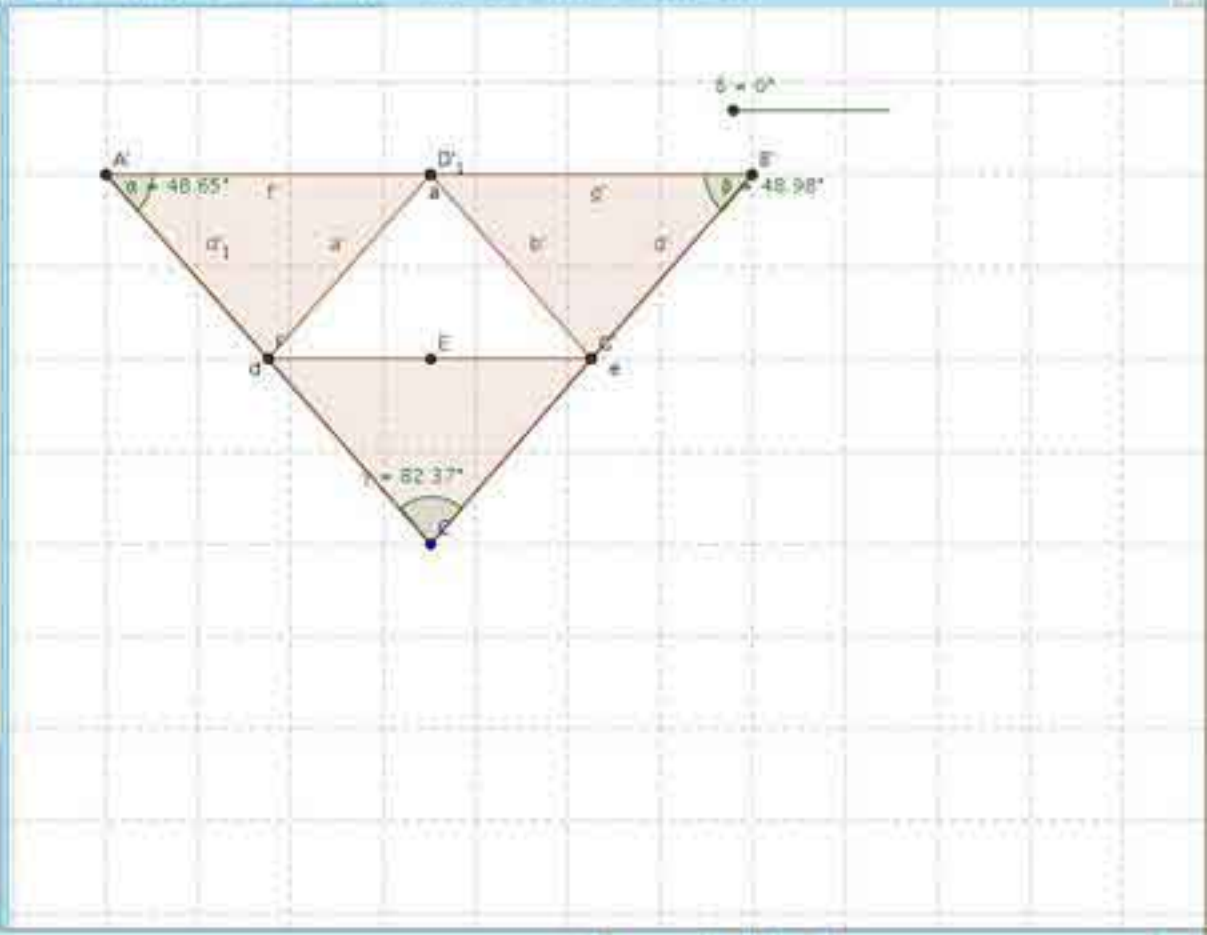 δ = 0°
A'
D'₁
B'
= 48.65°
a
= 48.98°
f'
g'
d'₁
a'
b'
d'
F
E
C'
d
e
γ = 82.37°
C